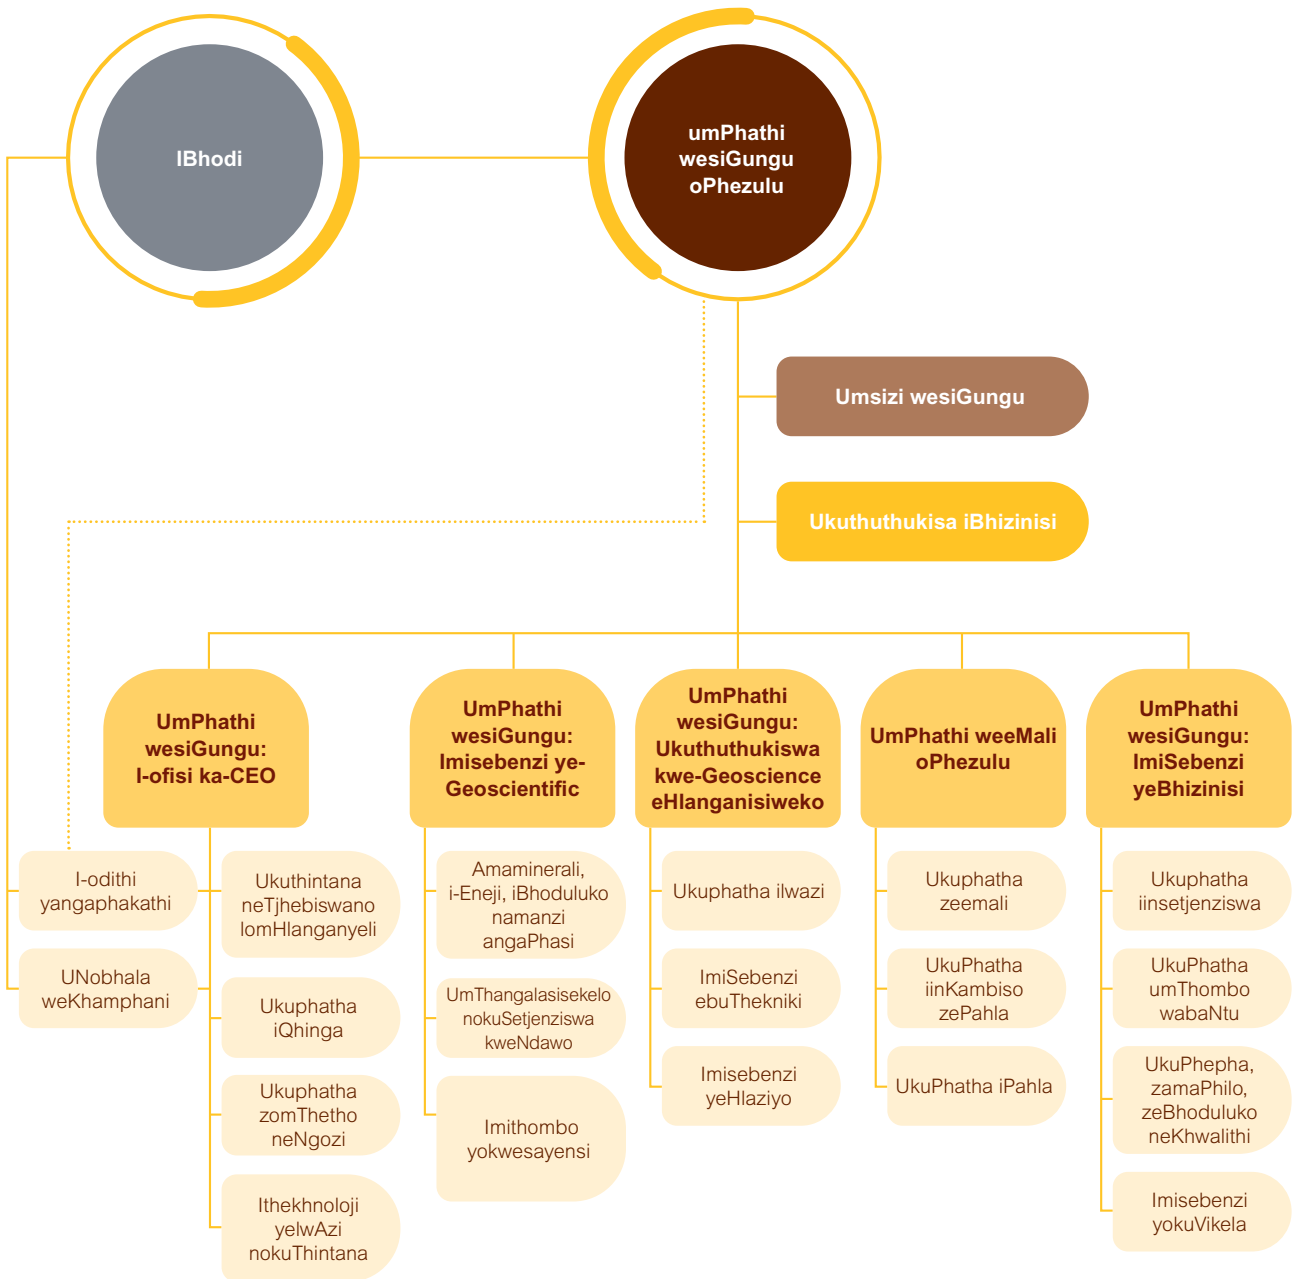 IBhodi
umPhathi
wesiGungu
oPhezulu
Umsizi wesiGungu
Ukuthuthukisa iBhizinisi
UmPhathi
wesiGungu:
I-ofisi ka-CEO
UmPhathi
wesiGungu:
Imisebenzi ye-
Geoscientific
UmPhathi
wesiGungu:
Ukuthuthukiswa
kwe-Geoscience
eHlanganisiweko
UmPhathi weeMali
oPhezulu
UmPhathi
wesiGungu:
ImiSebenzi
yeBhizinisi
I-odithi
yangaphakathi
UNobhala
weKhamphani
Ukuthintana
neTjhebiswano
lomHlanganyeli
Ukuphatha
iQhinga
Ukuphatha
zomThetho
neNgozi
Ithekhnoloji
yelwAzi
nokuThintana
Amaminerali,
i-Eneji, iBhoduluko
namanzi
angaPhasi
UmThangalasisekelo
nokuSetjenziswa
kweNdawo
Imithombo
yokwesayensi
Ukuphatha ilwazi
ImiSebenzi
ebuThekniki
Imisebenzi
yeHlaziyo
Ukuphatha
zeemali
UkuPhatha
iinKambiso
zePahla
UkuPhatha iPahla
Ukuphatha
iinsetjenziswa
UkuPhatha
umThombo
wabaNtu
UkuPhepha,
zamaPhilo,
zeBhoduluko
neKhwalithi
Imisebenzi
yokuVikela